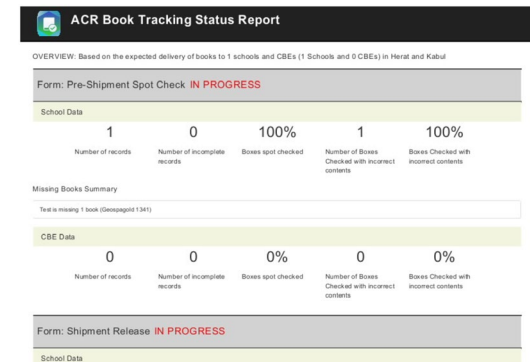 ACR Book Tracking Status Report
OVERVIEW: Based on the expected delivery of books to 1 schools and CBEs (1 Schools and 0 CBEs) in Herat and Kabul
Form: Pre-Shipment Spot Check IN PROGRESS
School Data
1 0 100% 1 100%
Number of records Number of incomplete Boxes spot checked Number of Boxes Boxes Checked with
records Checked with incorrect incorrect contents
contents
Missing Books Summary
Test is missing 1 book (Geospagold 1341)
CBE Data
0 0 0% 0 0%
Number of records Number of incomplete Boxes spot checked Number of Boxes Boxes Checked with
records Checked with incorrect incorrect contents
contents
Form: Shipment Release IN PROGRESS
School Data